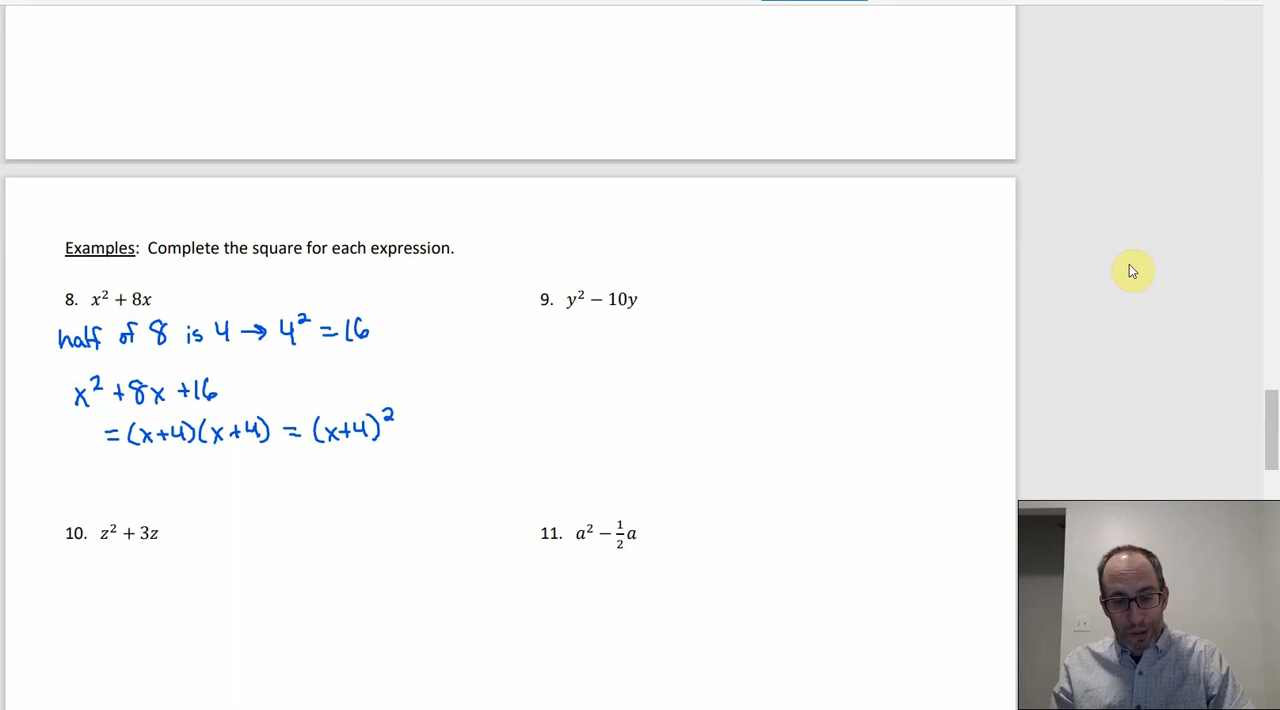 Examples: Complete the square for each expression.
8. x² + 8x
half of 8 is 4 → 4² = 16
x² + 8x + 16
= (x+4)(x+4) = (x+4)²
9. y² − 10y
10. z² + 3z
11. a² − 1/2 a